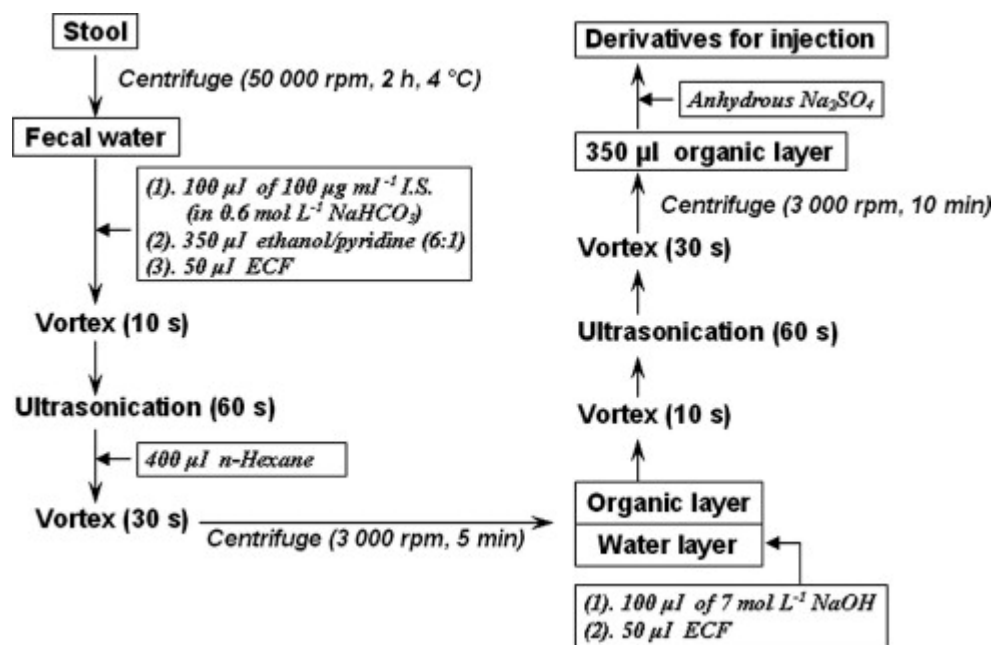 Stool
Centrifuge (50 000 rpm, 2 h, 4 °C)
Fecal water
(1). 100 µl of 100 µg ml⁻¹ I.S.
(in 0.6 mol L⁻¹ NaHCO₃)
(2). 350 µl ethanol/pyridine (6:1)
(3). 50 µl ECF
Vortex (10 s)
Ultrasonication (60 s)
400 µl n-Hexane
Vortex (30 s)
Centrifuge (3 000 rpm, 5 min)
Organic layer
Water layer
(1). 100 µl of 7 mol L⁻¹ NaOH
(2). 50 µl ECF
Vortex (10 s)
Ultrasonication (60 s)
Vortex (30 s)
Centrifuge (3 000 rpm, 10 min)
350 µl organic layer
Anhydrous Na₂SO₄
Derivatives for injection